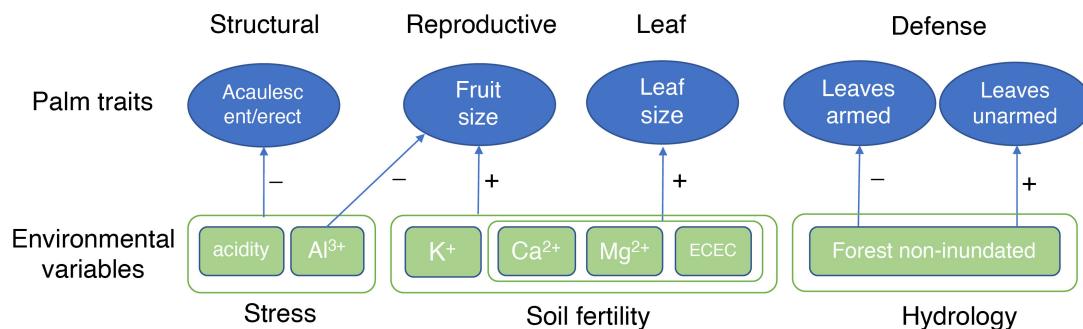 Structural Reproductive Leaf Defense
Palm traits
Acaulesc
ent/erect
Fruit
size
Leaf
size
Leaves
armed
Leaves
unarmed
− − + + − +
Environmental
variables
acidity Al³⁺ K⁺ Ca²⁺ Mg²⁺ ECEC Forest non-inundated
Stress Soil fertility Hydrology